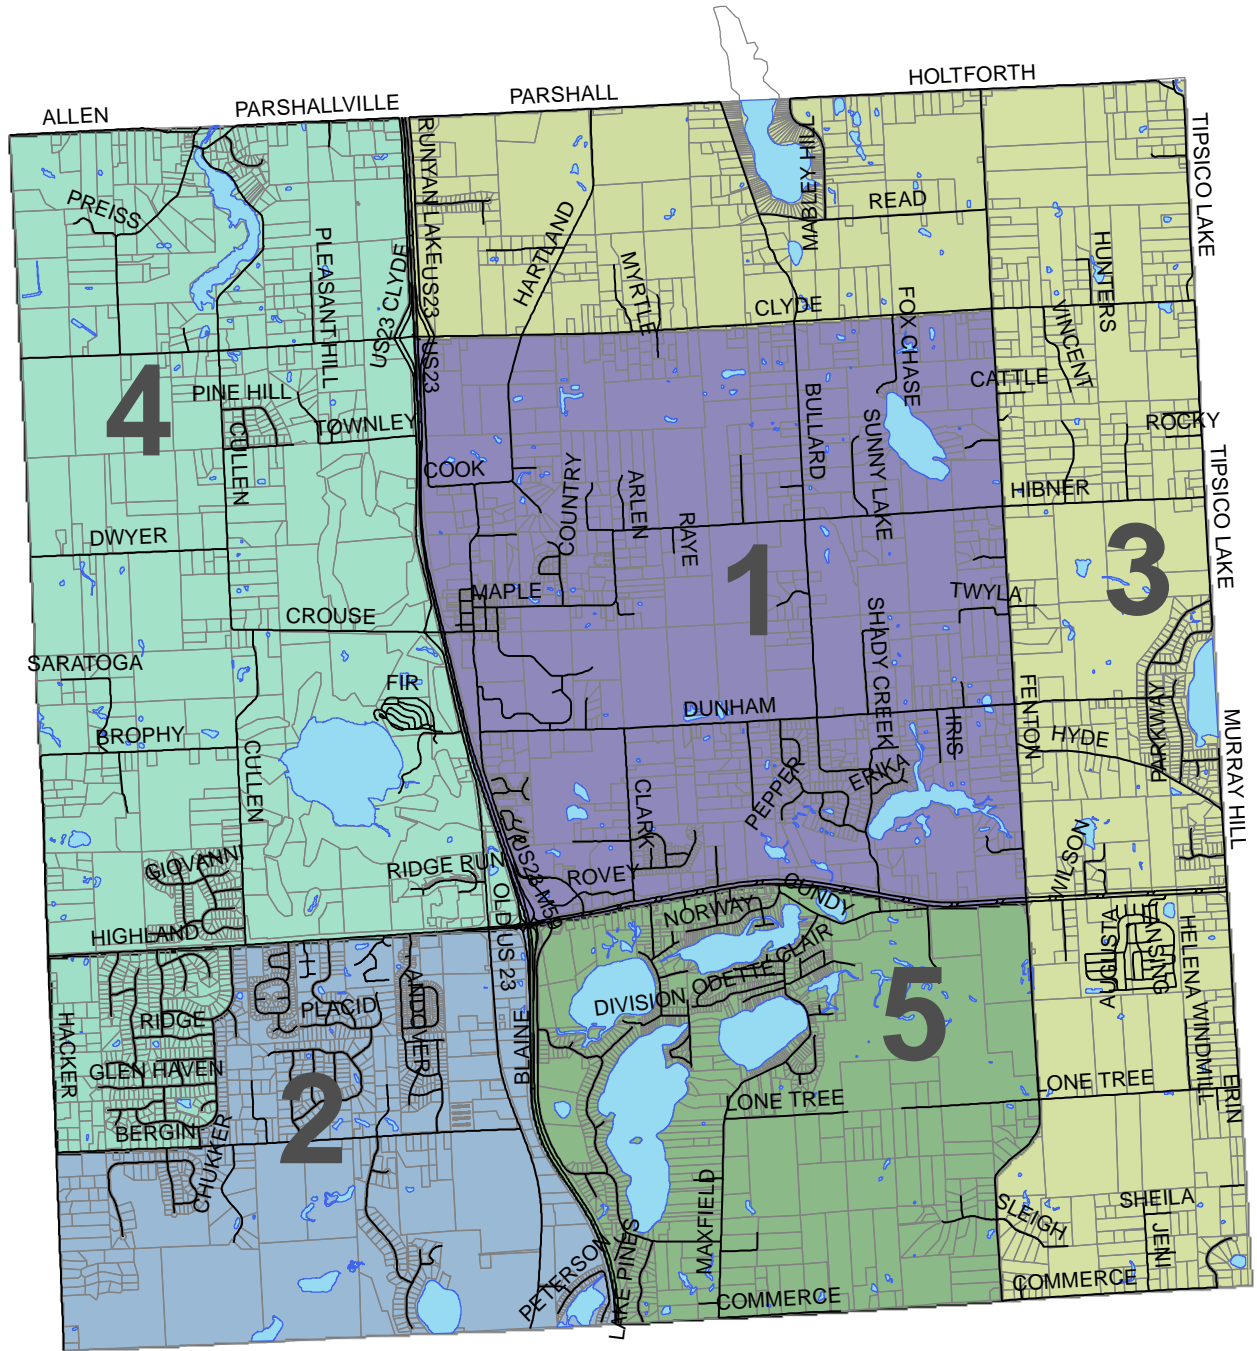 HOLTFORTH
PARSHALL
PARSHALLVILLE
ALLEN
TIPSICO LAKE
RUNYAN LAKE
MABLEY HILL
READ
PREISS
HARTLAND
PLEASANT HILL
MYRTLE
US23 CLYDE
US23
HUNTERS
CLYDE
FOX CHASE
VINCENT
US23
4
PINE HILL
CATTLE
BULLARD
TOWNLEY
CULLEN
ROCKY
SUNNY LAKE
COOK
COUNTRY
ARLEN
HIBNER
TIPSICO LAKE
RAYE
DWYER
1
3
MAPLE
TWYLA
CROUSE
SHADY CREEK
SARATOGA
FIR
DUNHAM
FENTON
IRIS
PARKWAY
BROPHY
HYDE
MURRAY HILL
CULLEN
PEPPER
ERIKA
CLARK
WILSON
GIOVANNI
RIDGE RUN
US23 M59
ROVEY
CUNDY
OLD US 23
NORWAY
HIGHLAND
CLAIR
AUGUSTA
HELENA
ODETTE
DIVISION
PLACID
5
RIDGE
HACKER
BLAINE
WINDMILL
GLEN HAVEN
2
LONE TREE
LONE TREE
ERIN
BERGIN
CHUKKER
MAXFIELD
SHEILA
SLEIGH
JENI
PETERSON
LAKE PINES
COMMERCE
COMMERCE